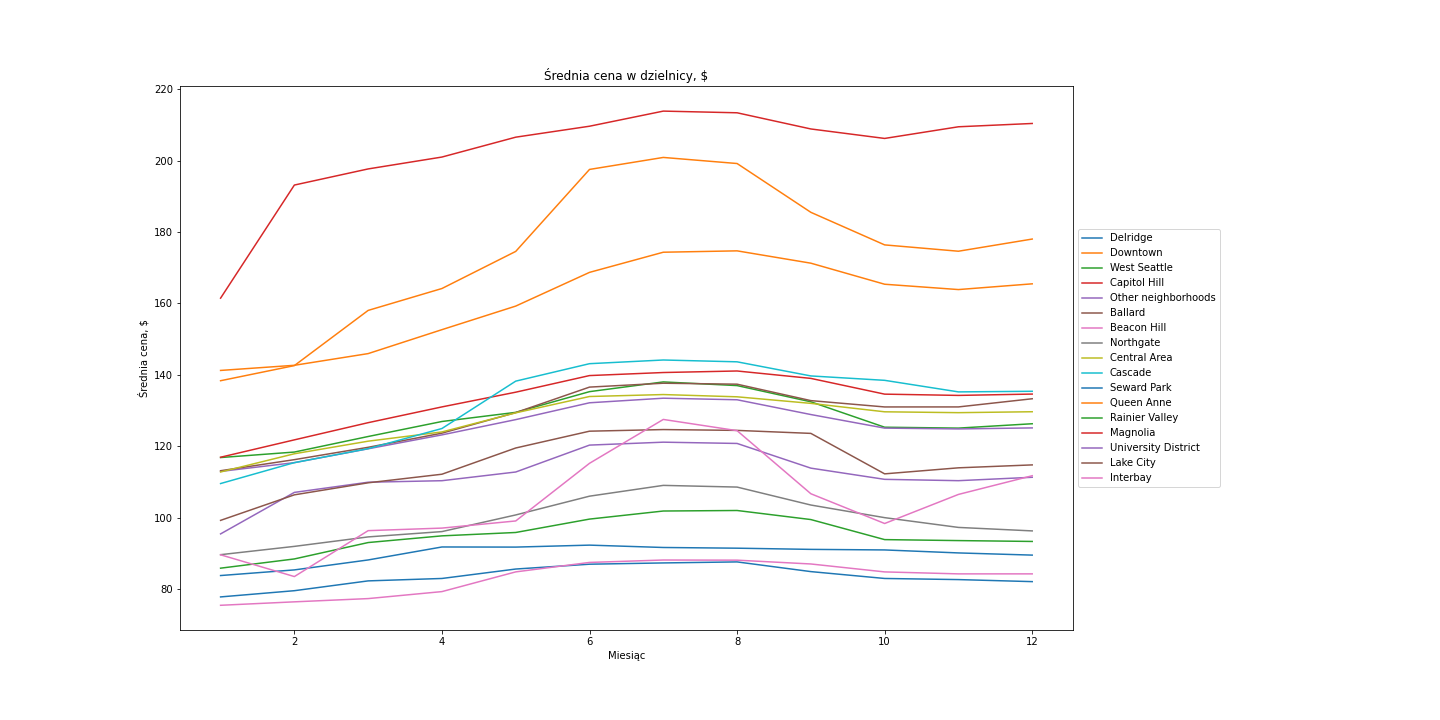 Średnia cena w dzielnicy, $
220
200
180
160
140
120
100
80
Średnia cena, $
2
4
6
8
10
12
Miesiąc
Delridge
Downtown
West Seattle
Capitol Hill
Other neighborhoods
Ballard
Beacon Hill
Northgate
Central Area
Cascade
Seward Park
Queen Anne
Rainier Valley
Magnolia
University District
Lake City
Interbay